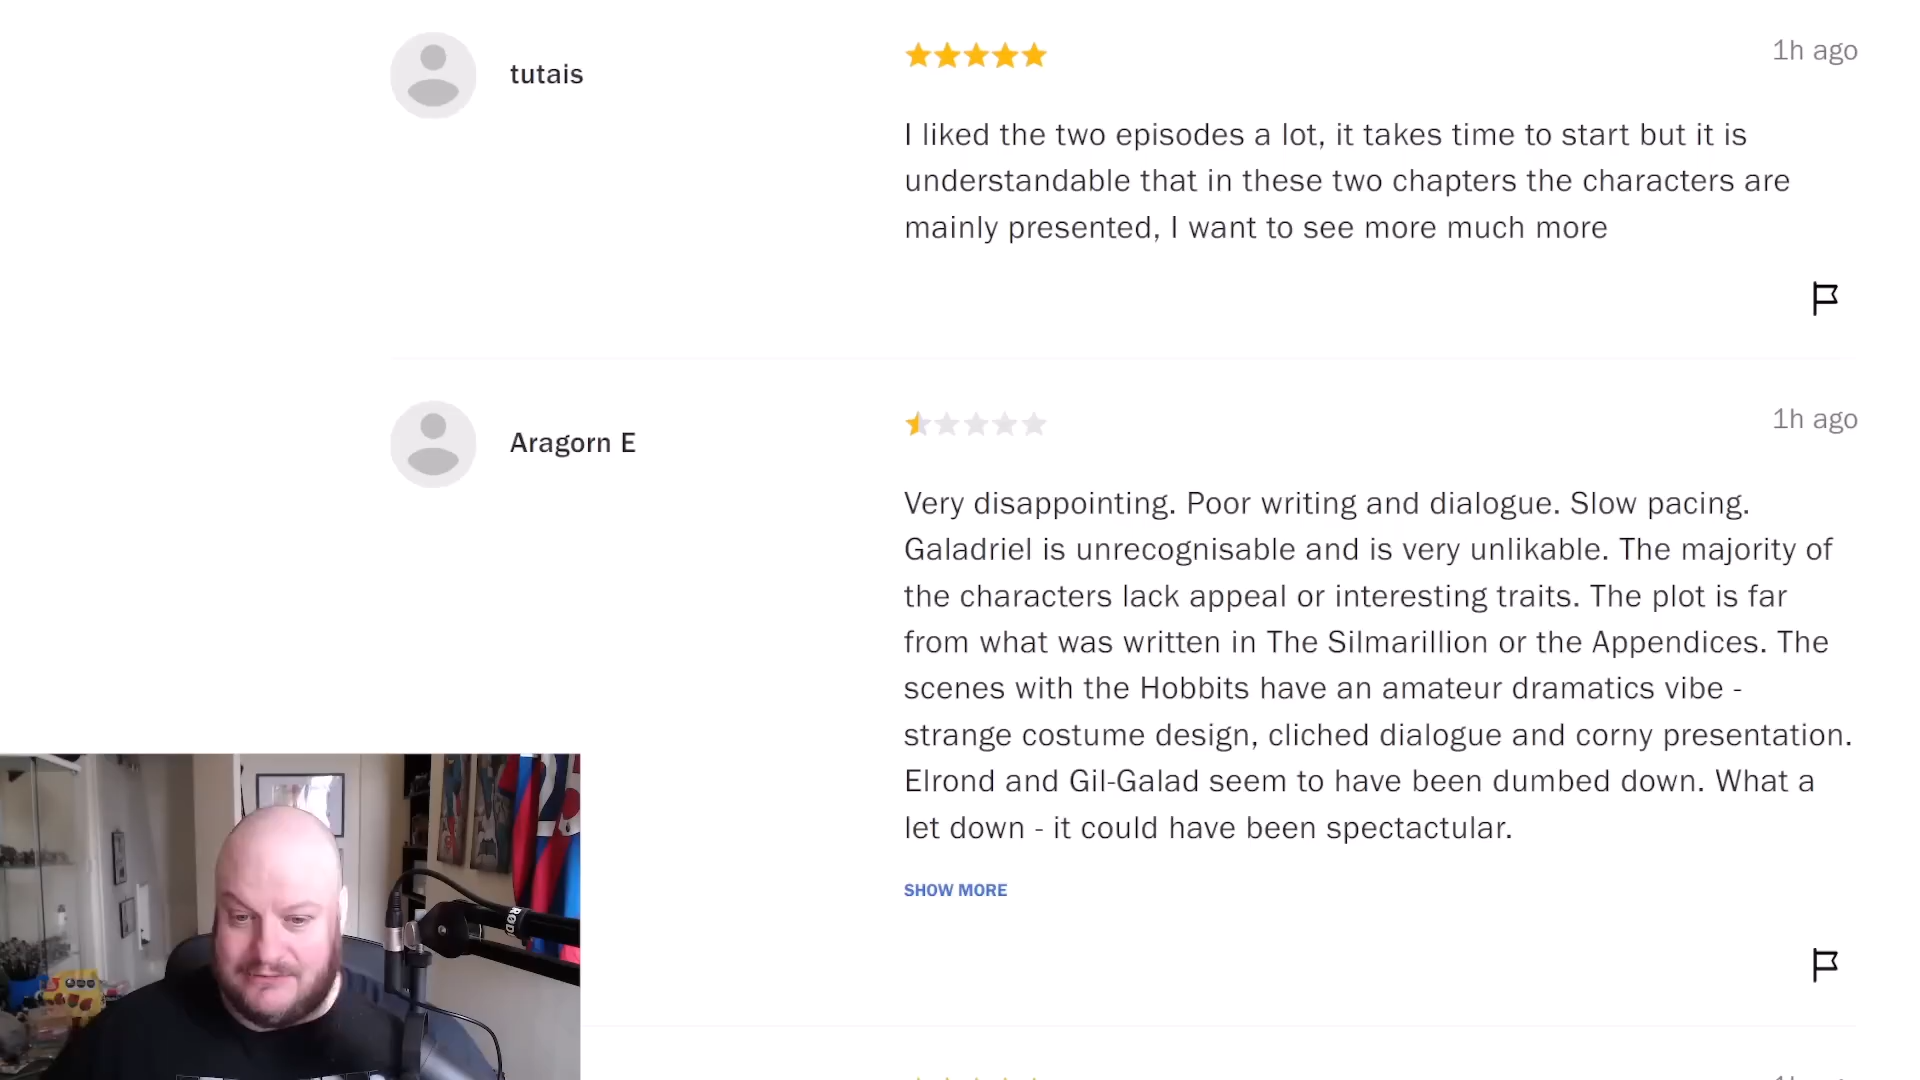 tutais
1h ago
I liked the two episodes a lot, it takes time to start but it is
understandable that in these two chapters the characters are
mainly presented, I want to see more much more
Aragorn E
1h ago
Very disappointing. Poor writing and dialogue. Slow pacing.
Galadriel is unrecognisable and is very unlikable. The majority of
the characters lack appeal or interesting traits. The plot is far
from what was written in The Silmarillion or the Appendices. The
scenes with the Hobbits have an amateur dramatics vibe -
strange costume design, cliched dialogue and corny presentation.
Elrond and Gil-Galad seem to have been dumbed down. What a
let down - it could have been spectactular.
SHOW MORE
RØDE